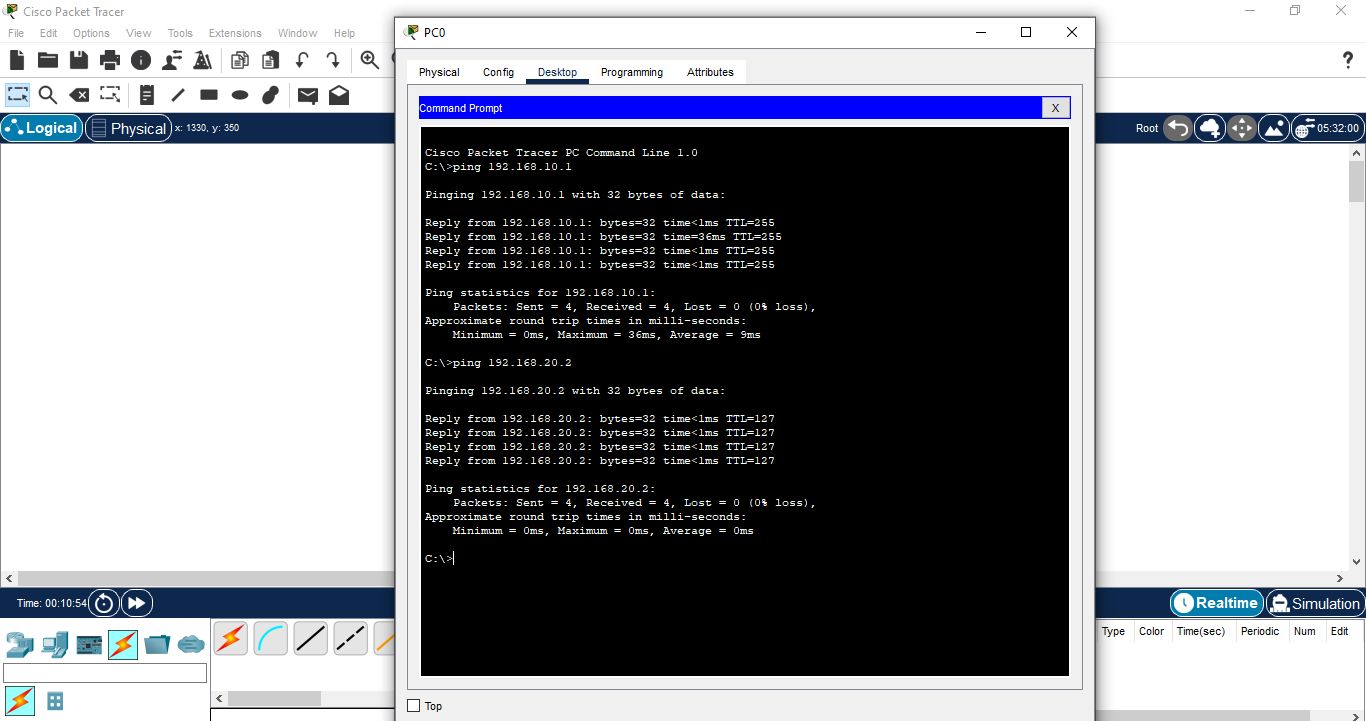 Cisco Packet Tracer
File Edit Options View Tools Extensions Window Help
PC0
Physical Config Desktop Programming Attributes
?
Command Prompt X
Logical Physical x: 1330, y: 350
Root 05:32:00
Cisco Packet Tracer PC Command Line 1.0
C:\>ping 192.168.10.1
Pinging 192.168.10.1 with 32 bytes of data:
Reply from 192.168.10.1: bytes=32 time<1ms TTL=255
Reply from 192.168.10.1: bytes=32 time=36ms TTL=255
Reply from 192.168.10.1: bytes=32 time<1ms TTL=255
Reply from 192.168.10.1: bytes=32 time<1ms TTL=255
Ping statistics for 192.168.10.1:
Packets: Sent = 4, Received = 4, Lost = 0 (0% loss),
Approximate round trip times in milli-seconds:
Minimum = 0ms, Maximum = 36ms, Average = 9ms
C:\>ping 192.168.20.2
Pinging 192.168.20.2 with 32 bytes of data:
Reply from 192.168.20.2: bytes=32 time<1ms TTL=127
Reply from 192.168.20.2: bytes=32 time<1ms TTL=127
Reply from 192.168.20.2: bytes=32 time<1ms TTL=127
Reply from 192.168.20.2: bytes=32 time<1ms TTL=127
Ping statistics for 192.168.20.2:
Packets: Sent = 4, Received = 4, Lost = 0 (0% loss),
Approximate round trip times in milli-seconds:
Minimum = 0ms, Maximum = 0ms, Average = 0ms
C:\>
Time: 00:10:54
Realtime Simulation
Type Color Time(sec) Periodic Num Edit
Top